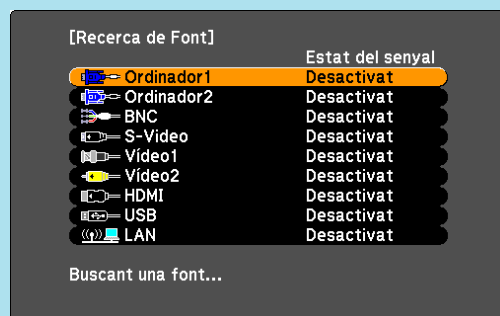 [Recerca de Font]
Estat del senyal
Ordinador1 Desactivat
Ordinador2 Desactivat
BNC Desactivat
S-Video Desactivat
Vídeo1 Desactivat
Vídeo2 Desactivat
HDMI Desactivat
USB Desactivat
LAN Desactivat
Buscant una font...